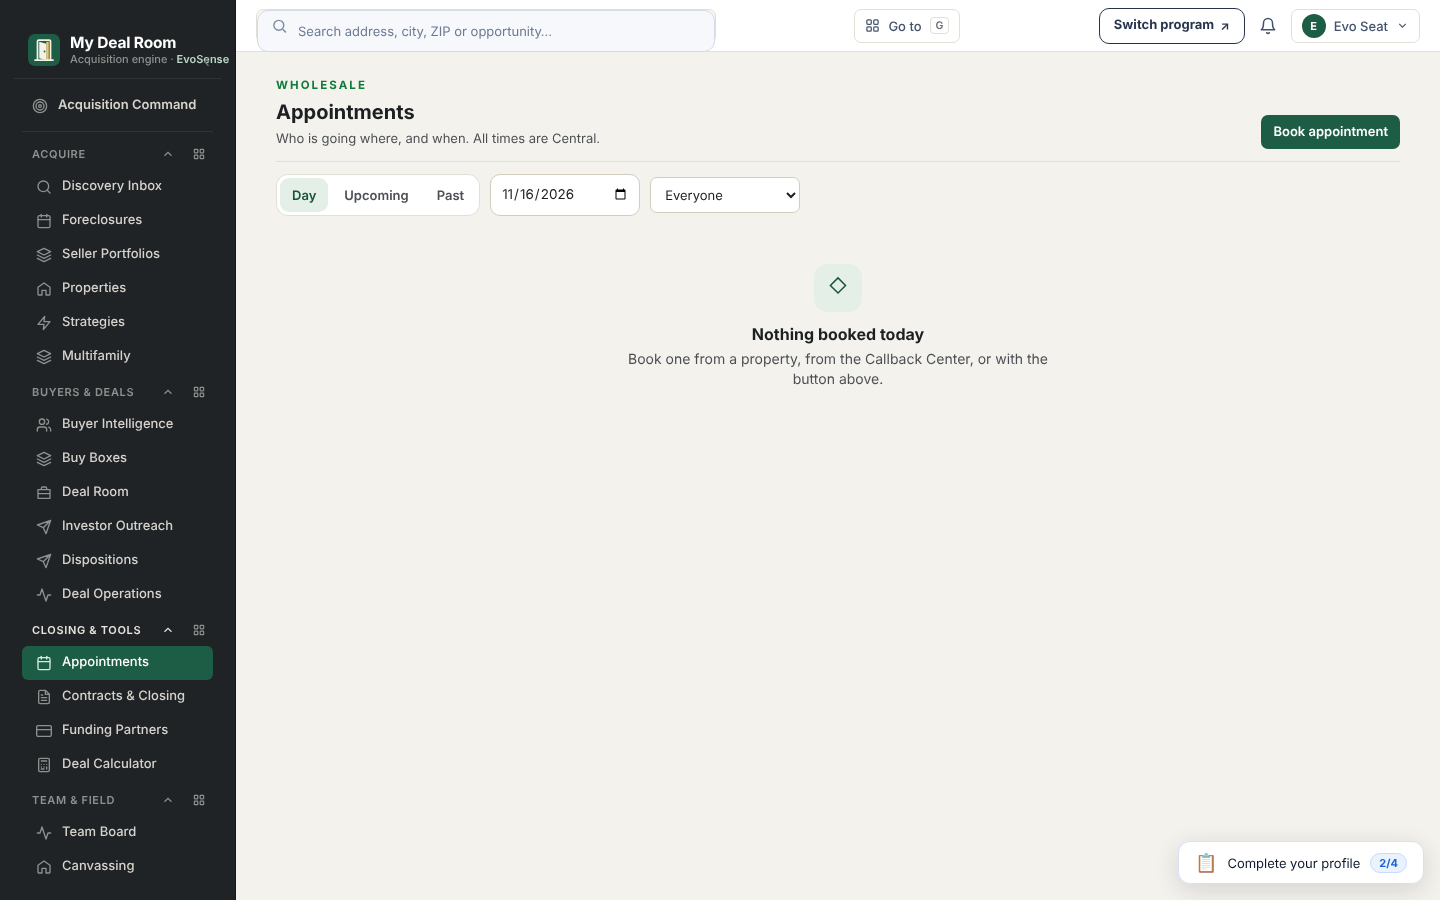 My Deal Room
Acquisition engine · EvoSense
Acquisition Command
ACQUIRE
Discovery Inbox
Foreclosures
Seller Portfolios
Properties
Strategies
Multifamily
BUYERS & DEALS
Buyer Intelligence
Buy Boxes
Deal Room
Investor Outreach
Dispositions
Deal Operations
CLOSING & TOOLS
Appointments
Contracts & Closing
Funding Partners
Deal Calculator
TEAM & FIELD
Team Board
Canvassing
Search address, city, ZIP or opportunity...
Go to G
Switch program
E Evo Seat
WHOLESALE
Appointments
Who is going where, and when. All times are Central.
Book appointment
Day Upcoming Past 11/16/2026 Everyone
Nothing booked today
Book one from a property, from the Callback Center, or with the
button above.
Complete your profile 2/4